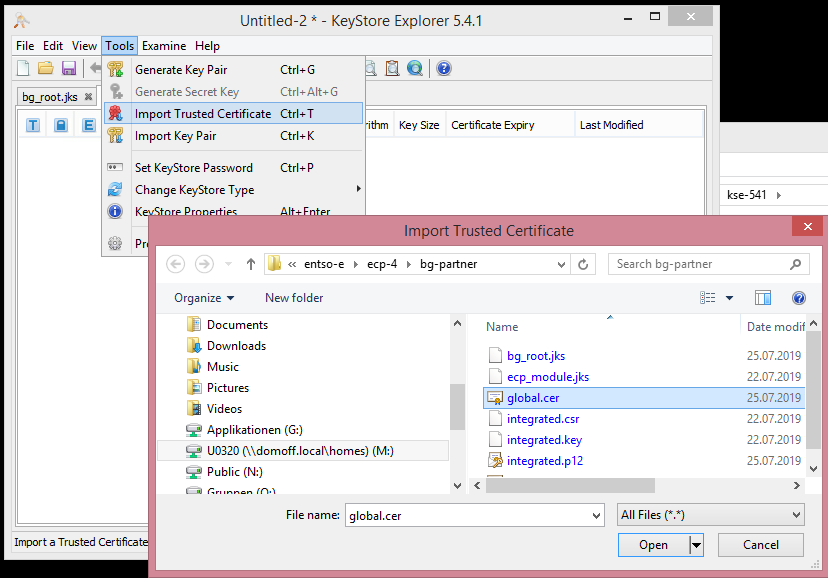 Untitled-2 * - KeyStore Explorer 5.4.1
File Edit View Tools Examine Help
bg_root.jks
Generate Key Pair Ctrl+G
Generate Secret Key Ctrl+Alt+G
Import Trusted Certificate Ctrl+T
Import Key Pair Ctrl+K
Set KeyStore Password Ctrl+P
Change KeyStore Type
KeyStore Properties Alt+Enter
T E
Key Size Certificate Expiry Last Modified
kse-541
Import Trusted Certificate
« entso-e ecp-4 bg-partner
Search bg-partner
Organize New folder
Documents
Downloads
Music
Pictures
Videos
Applikationen (G:)
U0320 (\\domoff.local\homes) (M:)
Public (N:)
Gruppen (O:)
Name Date modif
bg_root.jks 25.07.2019
ecp_module.jks 22.07.2019
global.cer 25.07.2019
integrated.csr 22.07.2019
integrated.key 22.07.2019
integrated.p12 25.07.2019
File name: global.cer All Files (*.*)
Open Cancel
Import a Trusted Certificate